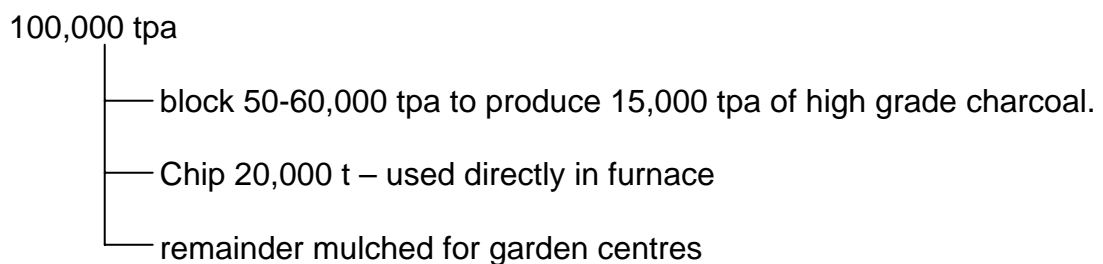 100,000 tpa
block 50-60,000 tpa to produce 15,000 tpa of high grade charcoal.
Chip 20,000 t – used directly in furnace
remainder mulched for garden centres